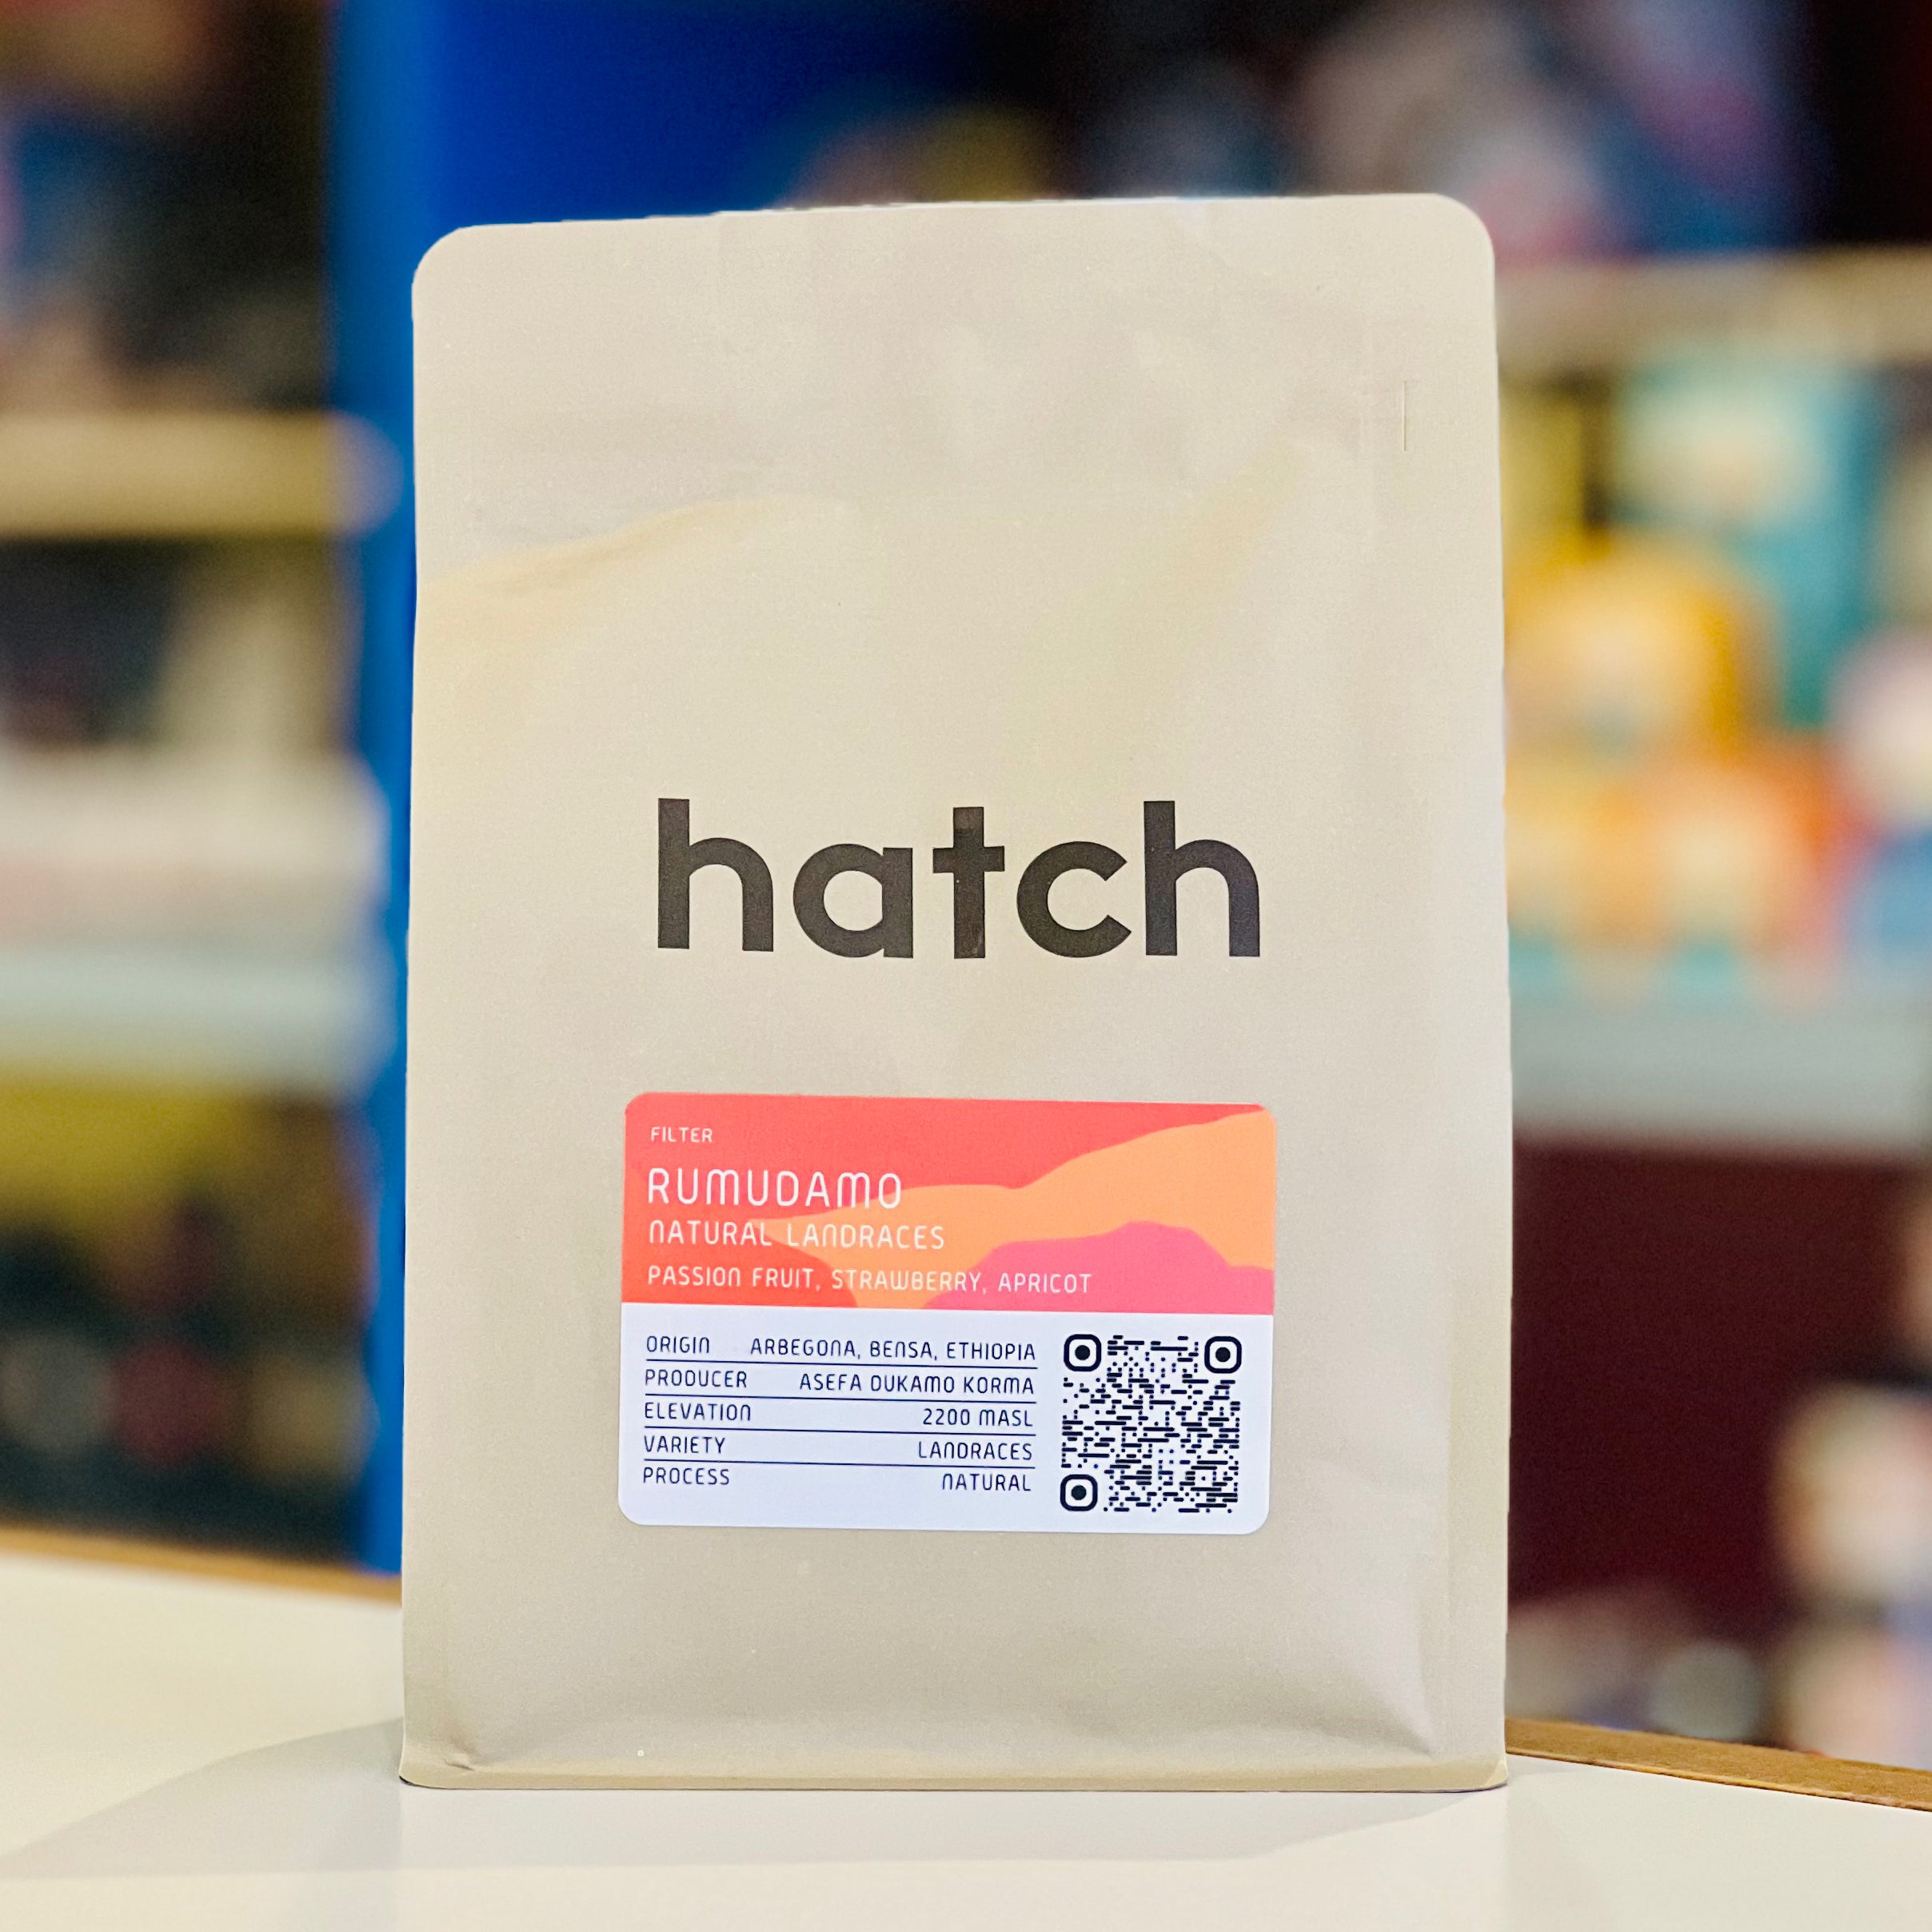 hatch
FILTER
RUMUDAMO
NATURAL LANDRACES
PASSION FRUIT, STRAWBERRY, APRICOT
ORIGIN ARBEGONA, BENSA, ETHIOPIA
PRODUCER ASEFA DUKAMO KORMA
ELEVATION 2200 MASL
VARIETY LANDRACES
PROCESS NATURAL